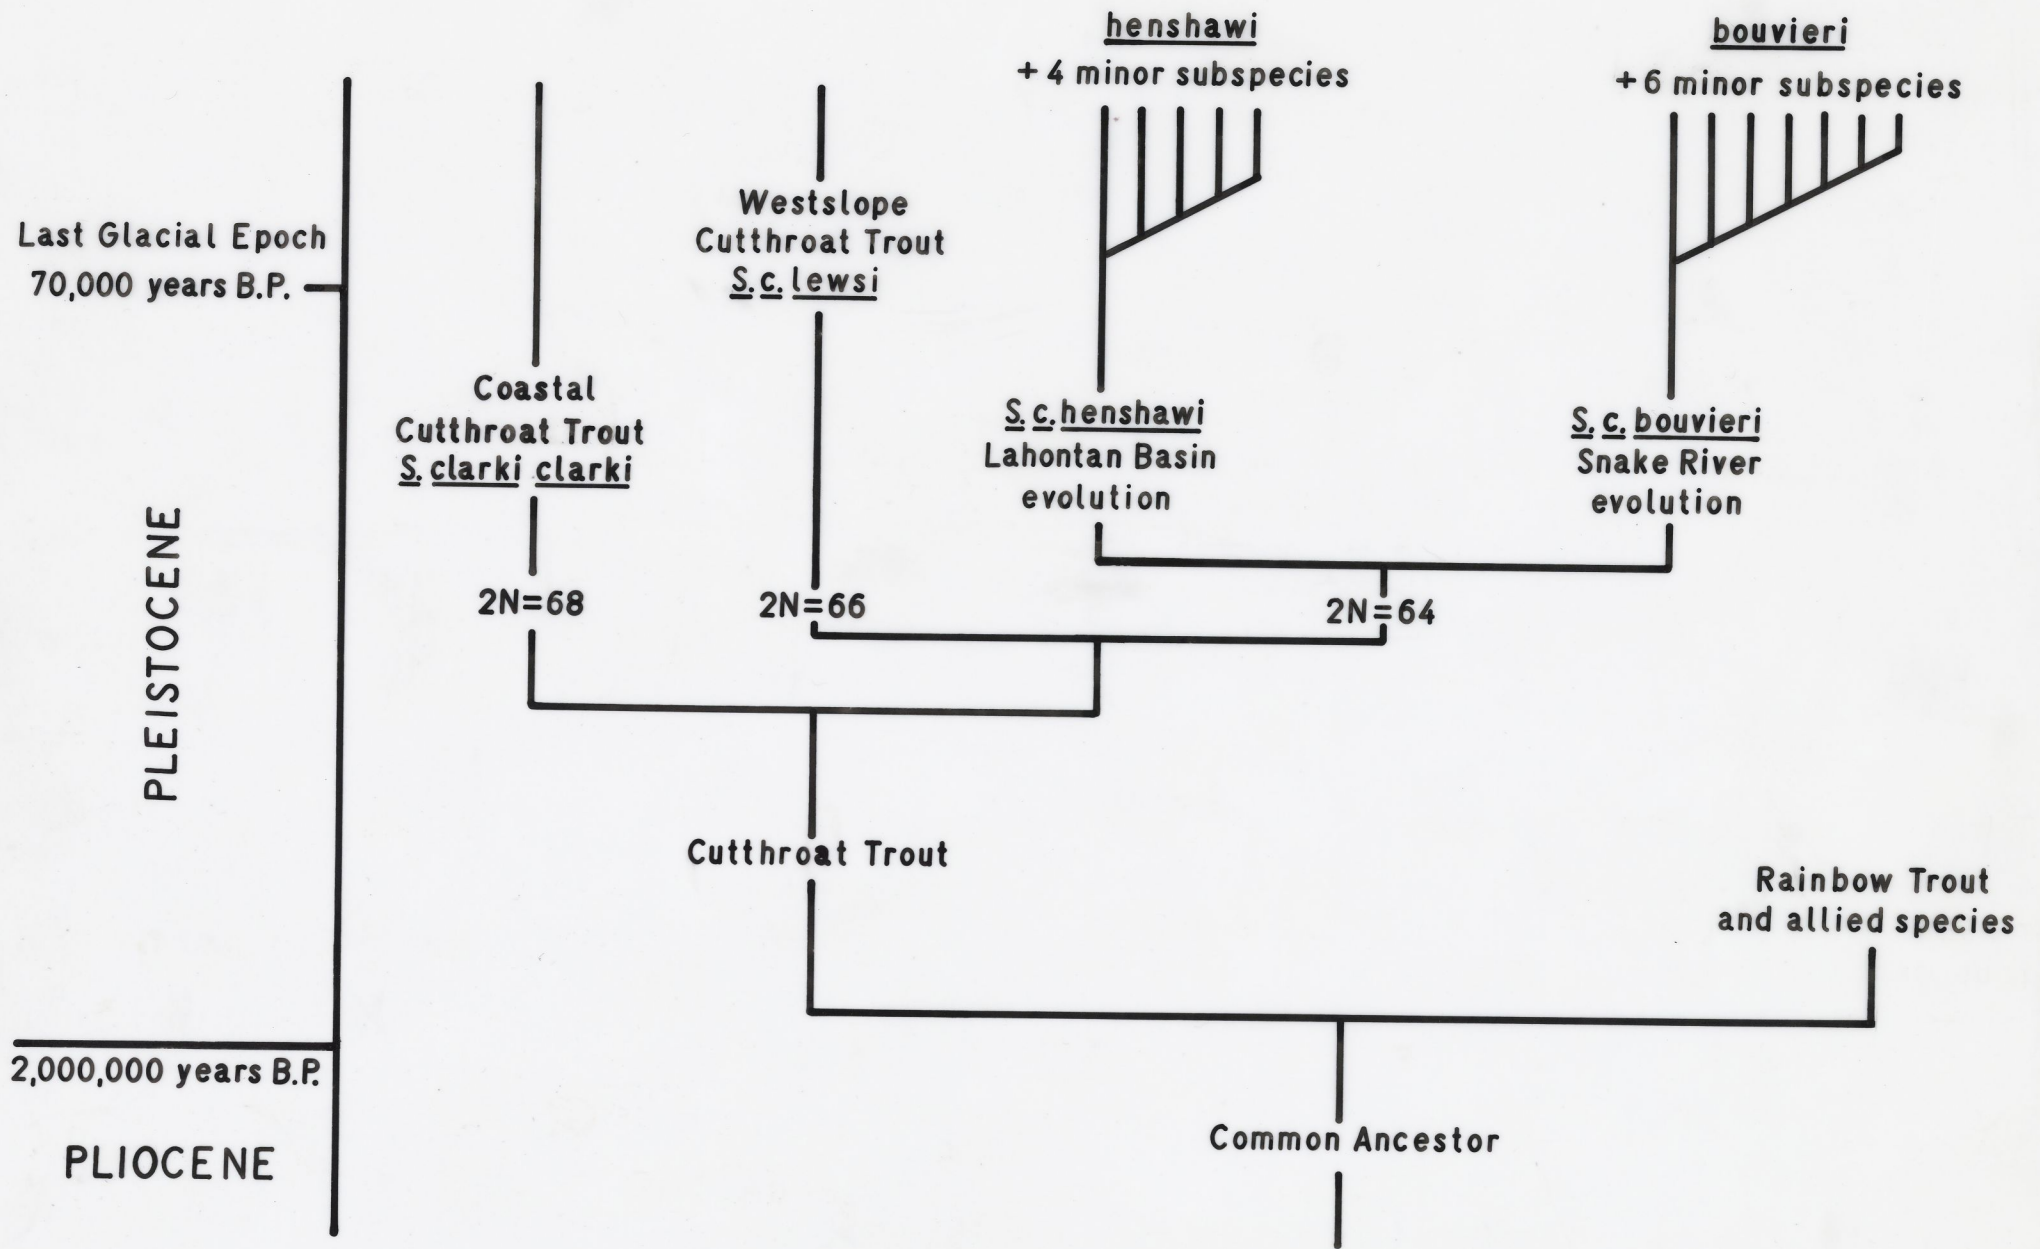 henshawi
+ 4 minor subspecies
bouvieri
+ 6 minor subspecies
Last Glacial Epoch
70,000 years B.P.
Westslope
Cutthroat Trout
S. c. lewsi
Coastal
Cutthroat Trout
S. clarki clarki
S. c. henshawi
Lahontan Basin
evolution
S. c. bouvieri
Snake River
evolution
PLEISTOCENE
2N=68
2N=66
2N=64
Cutthroat Trout
Rainbow Trout
and allied species
2,000,000 years B.P.
PLIOCENE
Common Ancestor